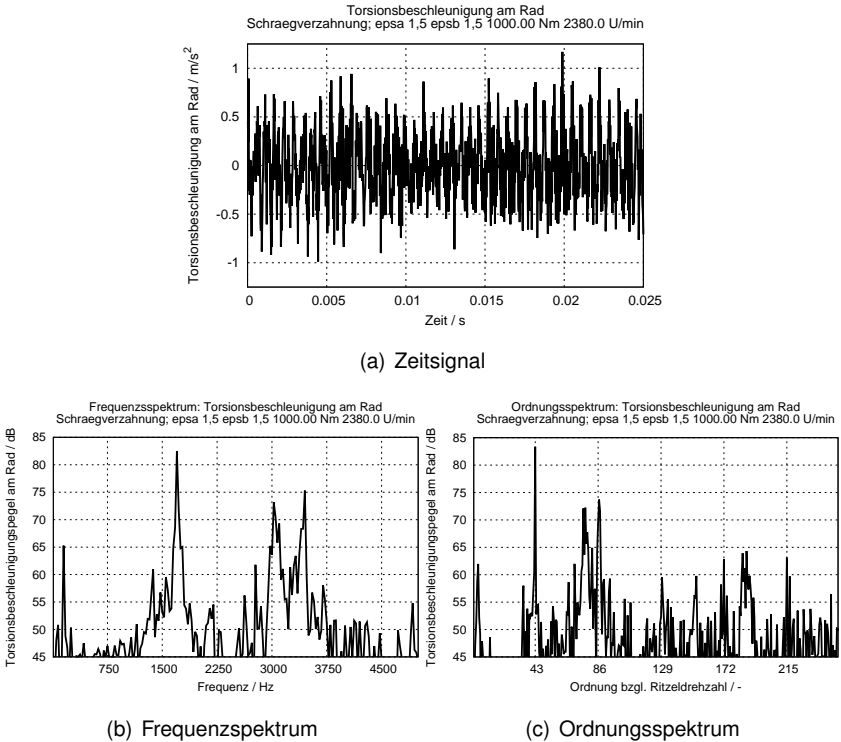 Torsionsbeschleunigung am Rad
Schraegverzahnung; epsa 1,5 epsb 1,5 1000.00 Nm 2380.0 U/min
Torsionsbeschleunigung am Rad / m/s²
1
0.5
0
-0.5
-1
0 0.005 0.01 0.015 0.02 0.025
Zeit / s
(a) Zeitsignal
Frequenzsspektrum: Torsionsbeschleunigung am Rad
Schraegverzahnung; epsa 1,5 epsb 1,5 1000.00 Nm 2380.0 U/min
Torsionsbeschleunigungspegel am Rad / dB
85
80
75
70
65
60
55
50
45
750 1500 2250 3000 3750 4500
Frequenz / Hz
(b) Frequenzspektrum
Ordnungsspektrum: Torsionsbeschleunigung am Rad
Schraegverzahnung; epsa 1,5 epsb 1,5 1000.00 Nm 2380.0 U/min
Torsionsbeschleunigungspegel am Rad / dB
85
80
75
70
65
60
55
50
45
43 86 129 172 215
Ordnung bzgl. Ritzeldrehzahl / -
(c) Ordnungsspektrum